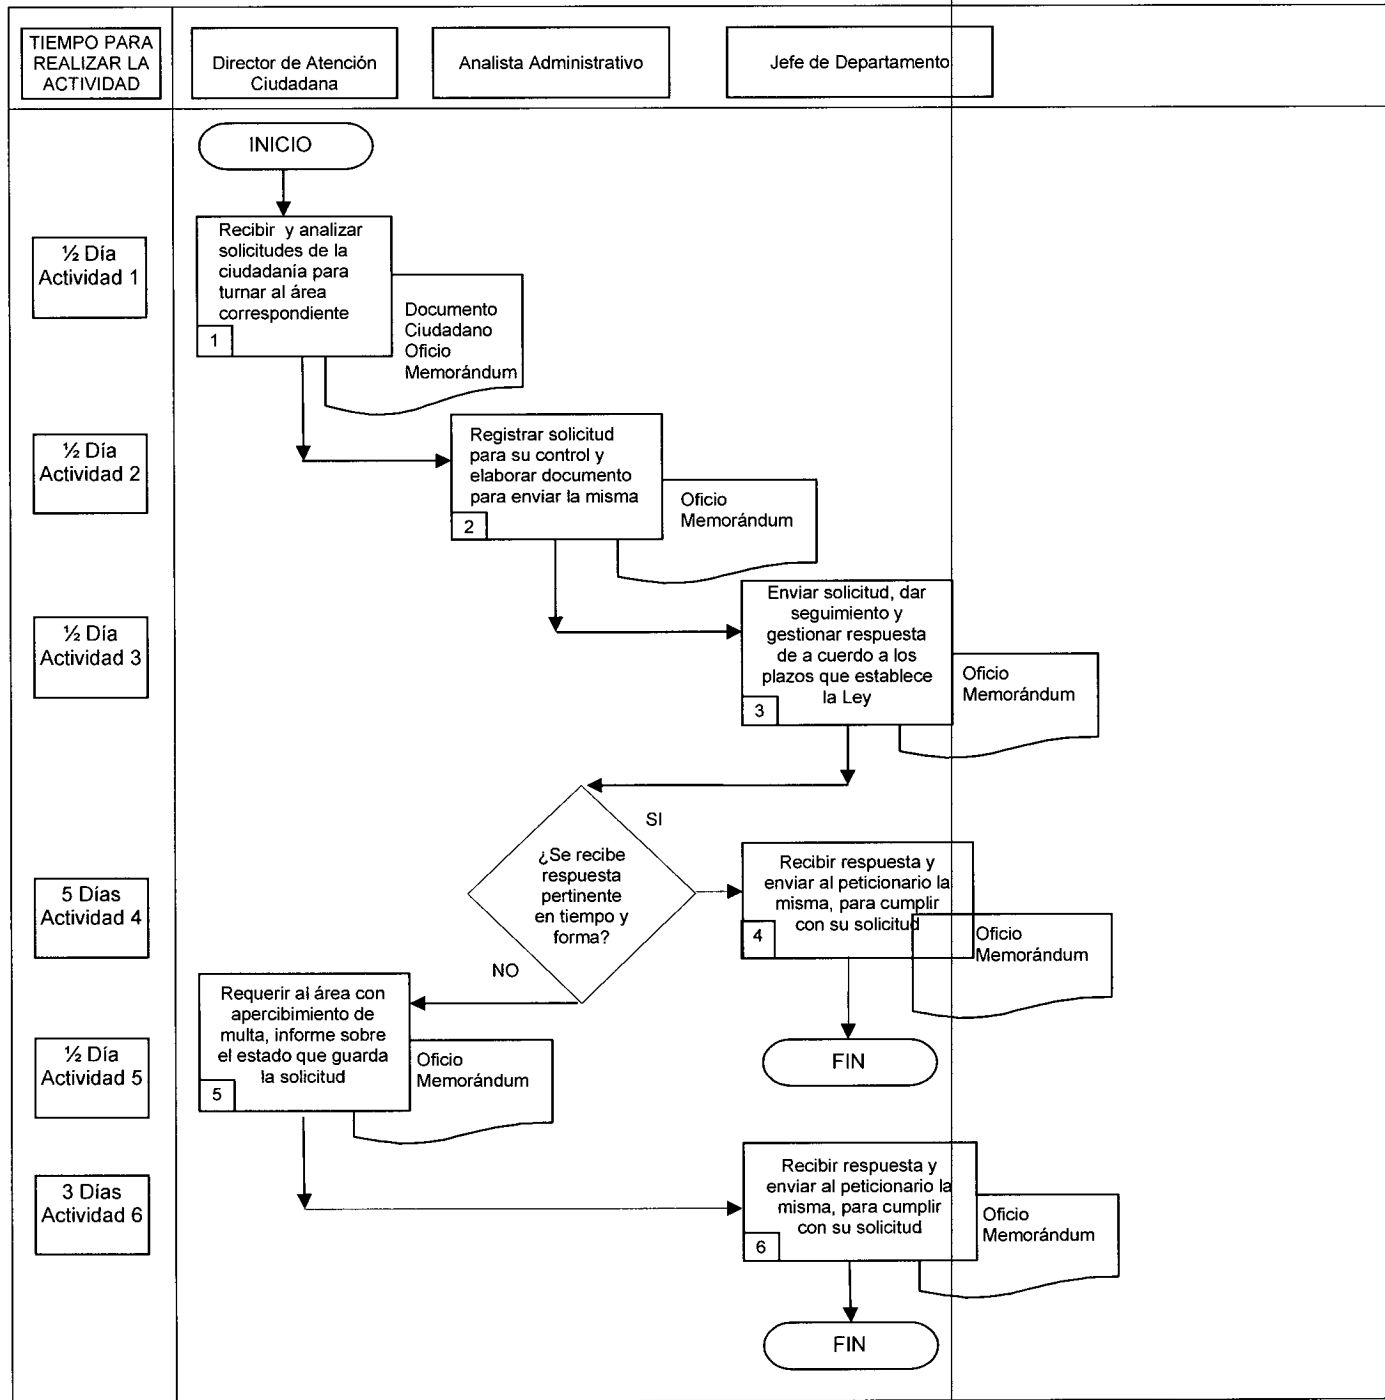 TIEMPO PARA
REALIZAR LA
ACTIVIDAD
Director de Atención
Ciudadana
Analista Administrativo
Jefe de Departamento
INICIO
½ Día
Actividad 1
Recibir y analizar
solicitudes de la
ciudadanía para
turnar al área
correspondiente
1
Documento
Ciudadano
Oficio
Memorándum
½ Día
Actividad 2
Registrar solicitud
para su control y
elaborar documento
para enviar la misma
2
Oficio
Memorándum
½ Día
Actividad 3
Enviar solicitud, dar
seguimiento y
gestionar respuesta
de a cuerdo a los
plazos que establece
la Ley
3
Oficio
Memorándum
SI
¿Se recibe
respuesta
pertinente
en tiempo y
forma?
NO
5 Días
Actividad 4
Recibir respuesta y
enviar al peticionario la
misma, para cumplir
con su solicitud
4
Oficio
Memorándum
FIN
½ Día
Actividad 5
Requerir al área con
apercibimiento de
multa, informe sobre
el estado que guarda
la solicitud
5
Oficio
Memorándum
3 Días
Actividad 6
Recibir respuesta y
enviar al peticionario la
misma, para cumplir
con su solicitud
6
Oficio
Memorándum
FIN